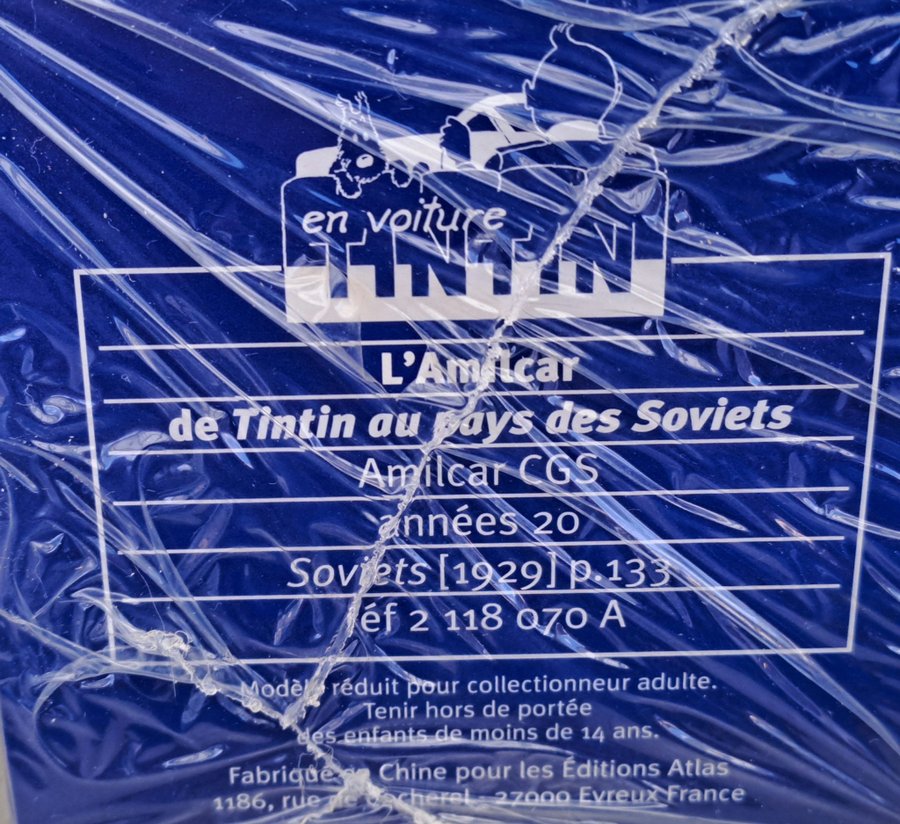 en voiture
TINTIN
L'Amilcar
de Tintin au pays des Soviets
Amilcar CGS
années 20
Soviets [1929] p.133
réf 2 118 070 A
Modèle réduit pour collectionneur adulte.
Tenir hors de portée
des enfants de moins de 14 ans.
Fabriqué en Chine pour les Éditions Atlas
1186, rue de Cocherel - 27000 Evreux France